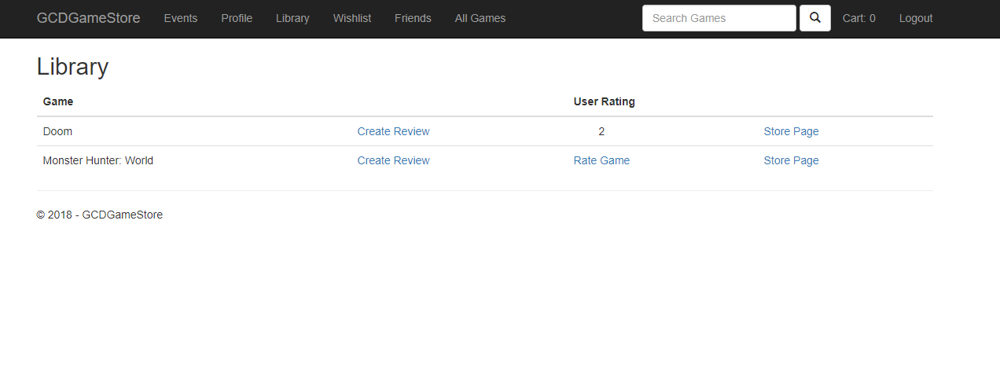 GCDGameStore Events Profile Library Wishlist Friends All Games Search Games Cart: 0 Logout
Library
Game User Rating
Doom Create Review 2 Store Page
Monster Hunter: World Create Review Rate Game Store Page
© 2018 - GCDGameStore